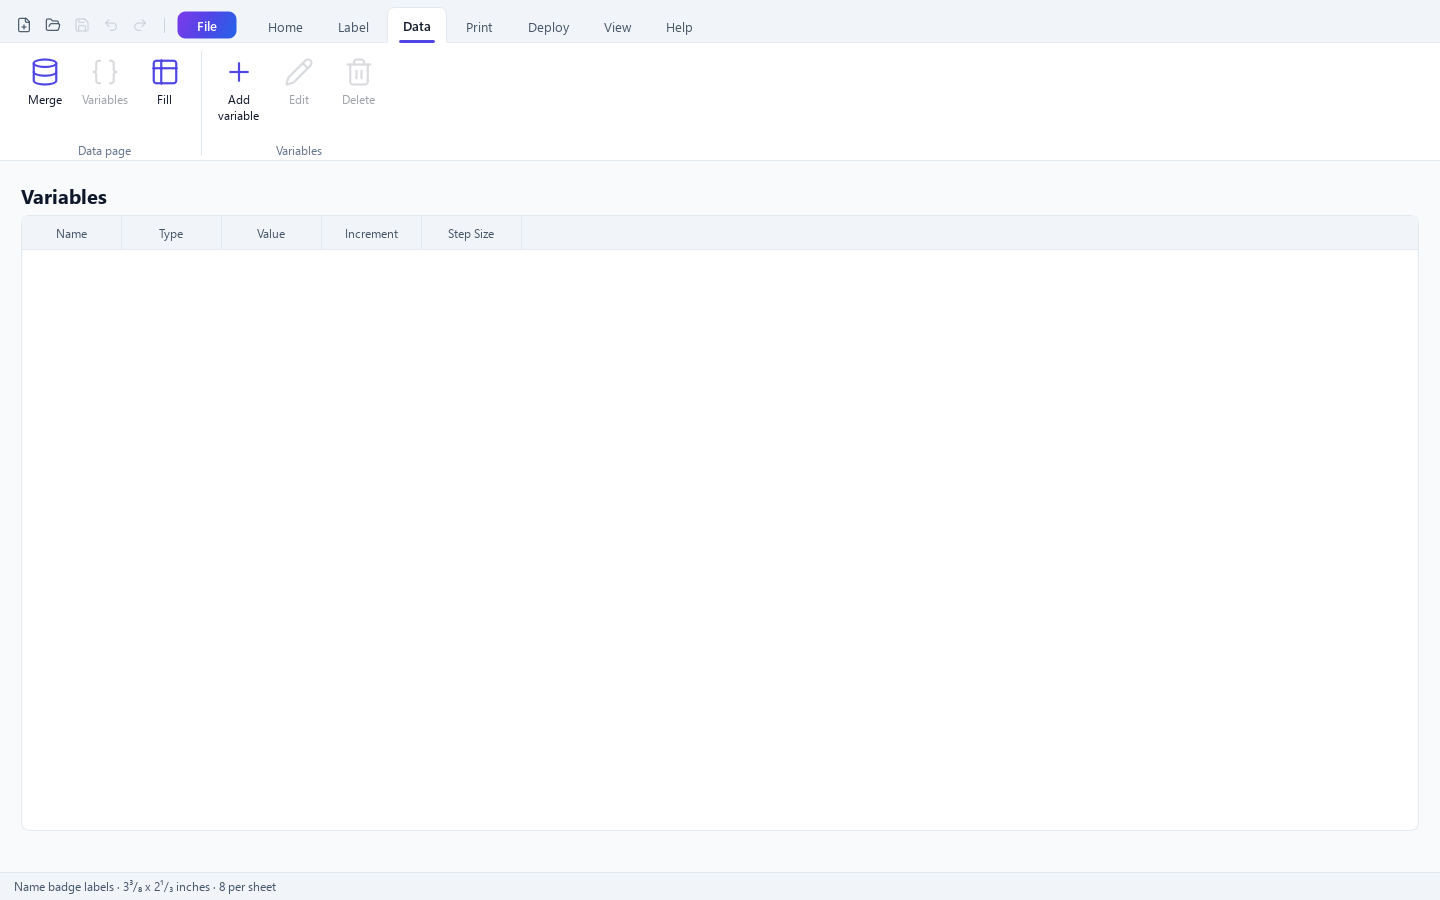 File
Home
Label
Data
Print
Deploy
View
Help
Merge
Variables
Fill
Add variable
Edit
Delete
Data page
Variables
Variables
Name
Type
Value
Increment
Step Size
Name badge labels · 3³/₈ x 2¹/₃ inches · 8 per sheet